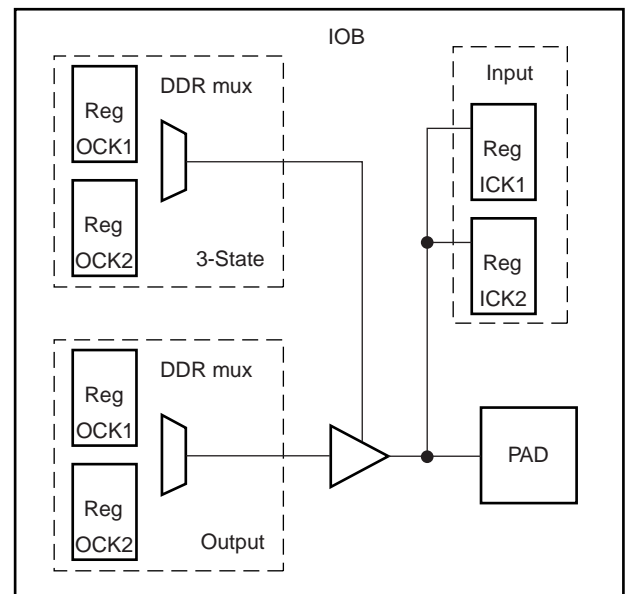 IOB
DDR mux
Reg
OCK1
Reg
OCK2
3-State
Input
Reg
ICK1
Reg
ICK2
DDR mux
Reg
OCK1
Reg
OCK2
Output
PAD